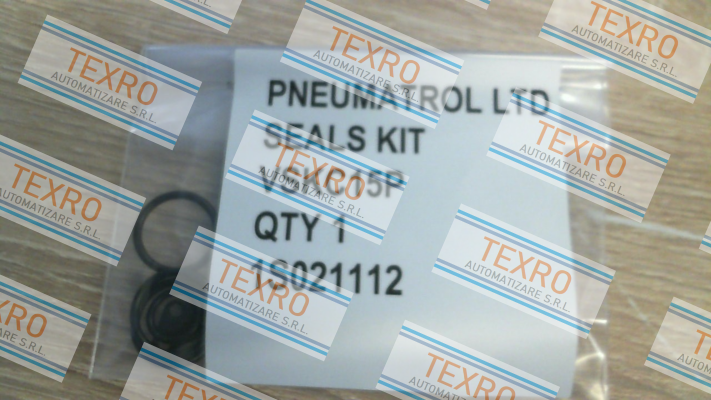 PNEUMATROL LTD
SEALS KIT
QTY 1
1S021112
TEXRO
AUTOMATIZARE S.R.L.